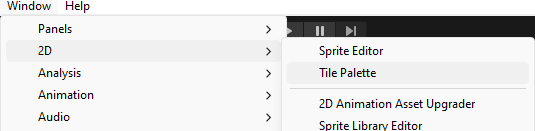 Window Help
Panels
2D
Analysis
Animation
Audio
Sprite Editor
Tile Palette
2D Animation Asset Upgrader
Sprite Library Editor